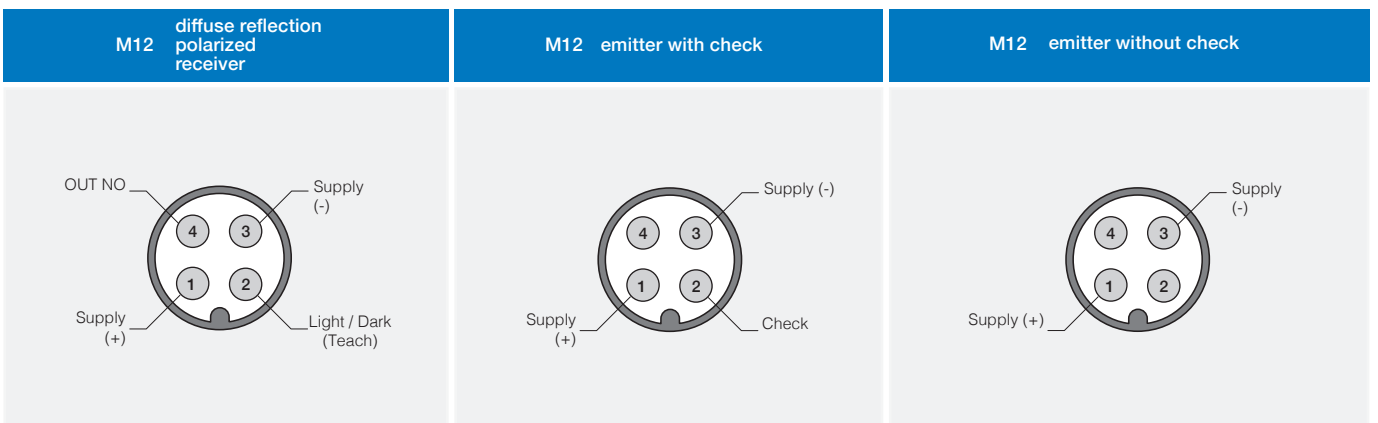 M12
diffuse reflection
polarized
receiver
OUT NO
Supply
(-)
4
3
1
2
Supply
(+)
Light / Dark
(Teach)
M12 emitter with check
Supply (-)
4
3
1
2
Supply
(+)
Check
M12 emitter without check
Supply
(-)
4
3
1
2
Supply (+)